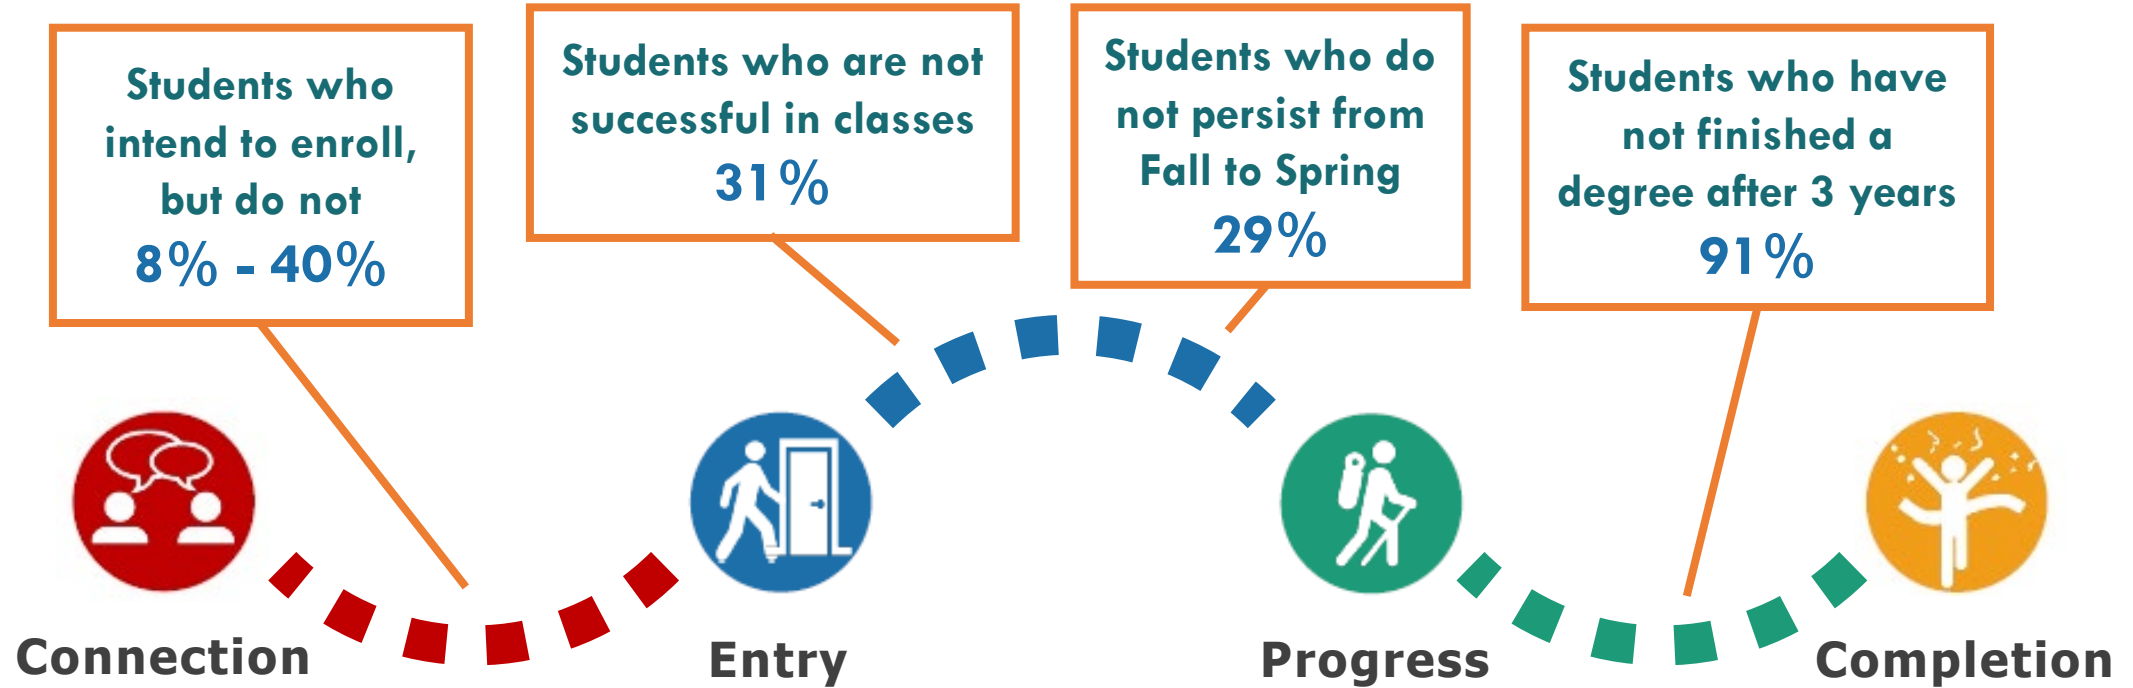 Students who
intend to enroll,
but do not
8% - 40%
Students who are not
successful in classes
31%
Students who do
not persist from
Fall to Spring
29%
Students who have
not finished a
degree after 3 years
91%
Connection
Entry
Progress
Completion